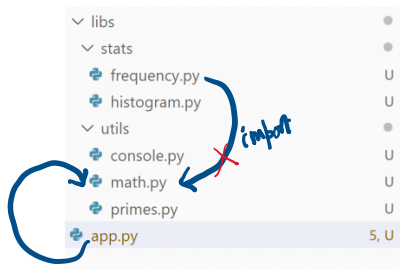 libs
stats
frequency.py U
histogram.py U
import
utils
console.py U
math.py U
primes.py U
app.py 5, U